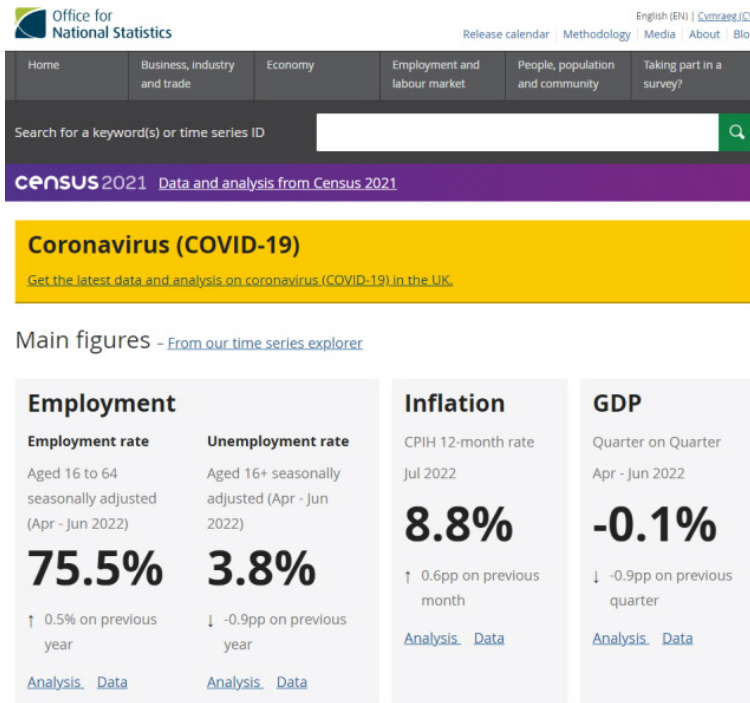 Office for
National Statistics
English (EN) | Cymraeg (C
Release calendar Methodology Media About Blo
Home
Business, industry
and trade
Economy
Employment and
labour market
People, population
and community
Taking part in a
survey?
Search for a keyword(s) or time series ID
census2021 Data and analysis from Census 2021
Coronavirus (COVID-19)
Get the latest data and analysis on coronavirus (COVID-19) in the UK.
Main figures – From our time series explorer
Employment
Employment rate
Aged 16 to 64
seasonally adjusted
(Apr - Jun 2022)
75.5%
↑ 0.5% on previous
year
Analysis Data
Unemployment rate
Aged 16+ seasonally
adjusted (Apr - Jun
2022)
3.8%
↓ -0.9pp on previous
year
Analysis Data
Inflation
CPIH 12-month rate
Jul 2022
8.8%
↑ 0.6pp on previous
month
Analysis Data
GDP
Quarter on Quarter
Apr - Jun 2022
-0.1%
↓ -0.9pp on previous
quarter
Analysis Data